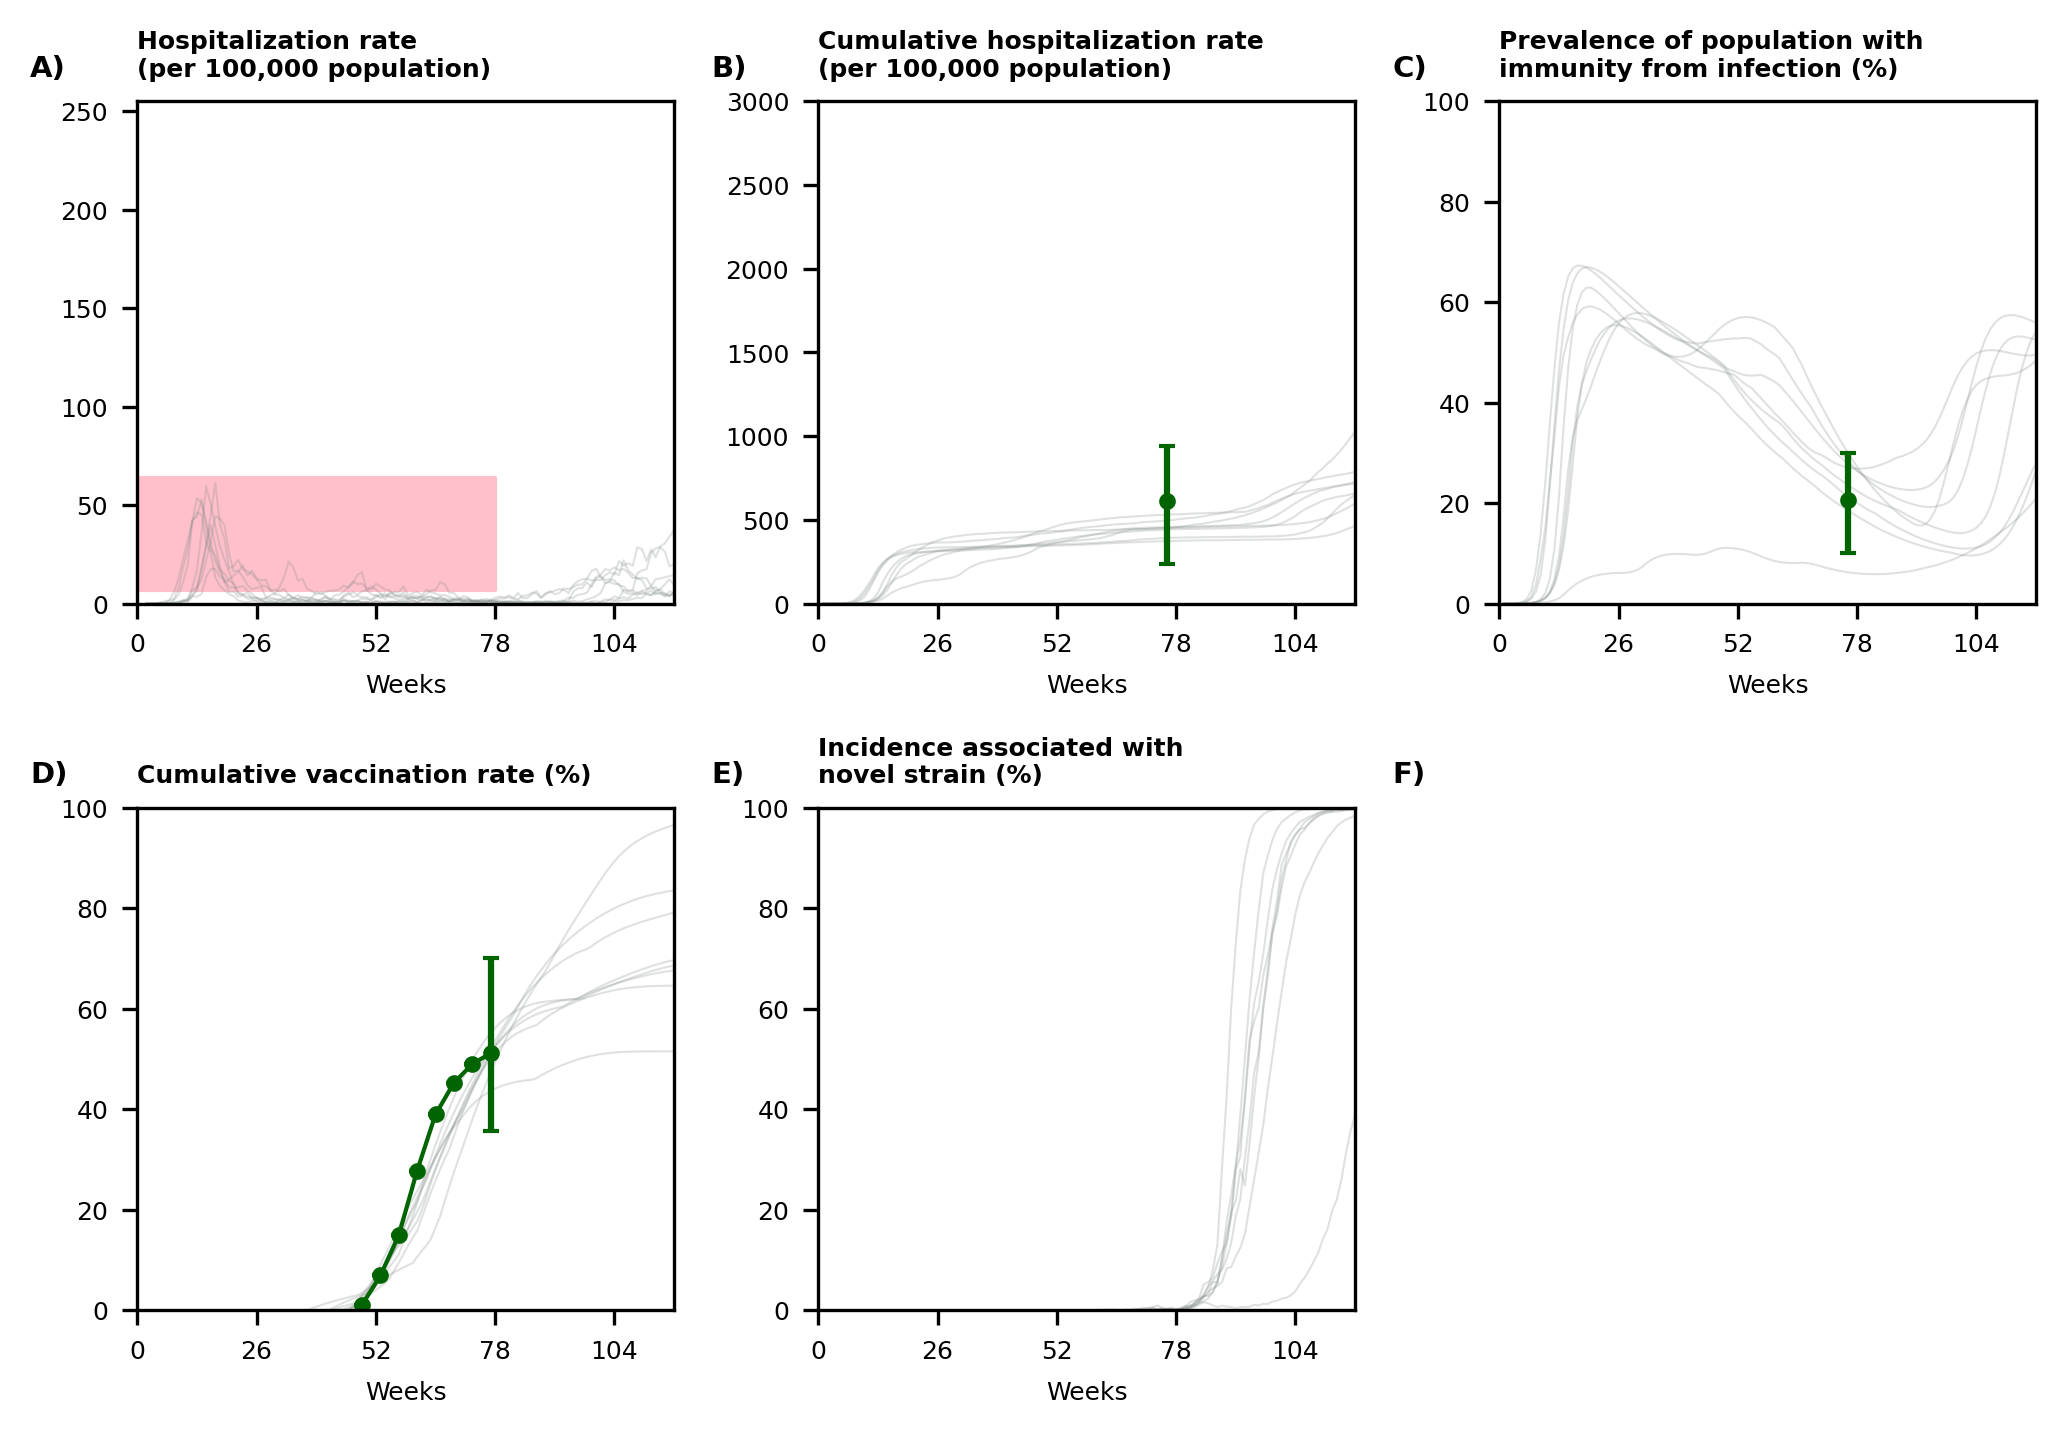 A)
Hospitalization rate
(per 100,000 population)
250
200
150
100
50
0
0 26 52 78 104
Weeks
B)
Cumulative hospitalization rate
(per 100,000 population)
3000
2500
2000
1500
1000
500
0
0 26 52 78 104
Weeks
C)
Prevalence of population with
immunity from infection (%)
100
80
60
40
20
0
0 26 52 78 104
Weeks
D)
Cumulative vaccination rate (%)
100
80
60
40
20
0
0 26 52 78 104
Weeks
E)
Incidence associated with
novel strain (%)
100
80
60
40
20
0
0 26 52 78 104
Weeks
F)